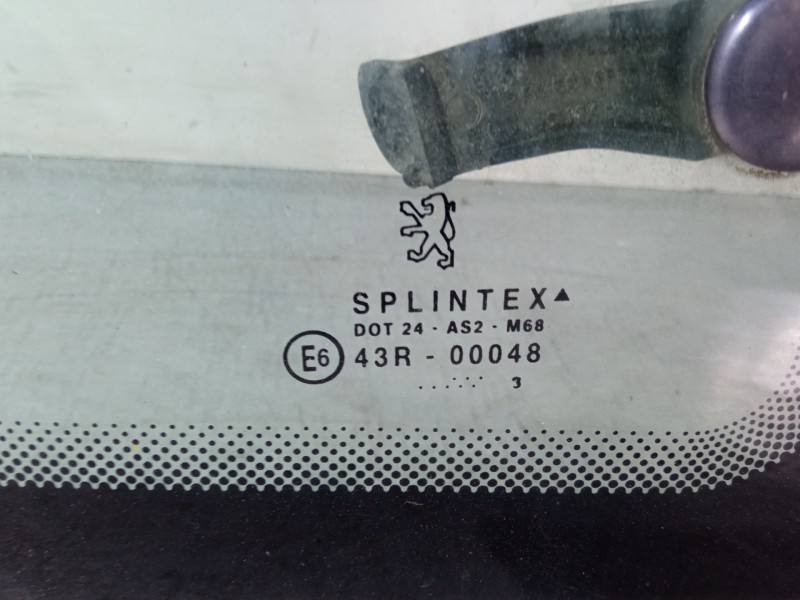 SPLINTEX▲
DOT 24 - AS2 - M68
E6 43R - 00048
.......... 3